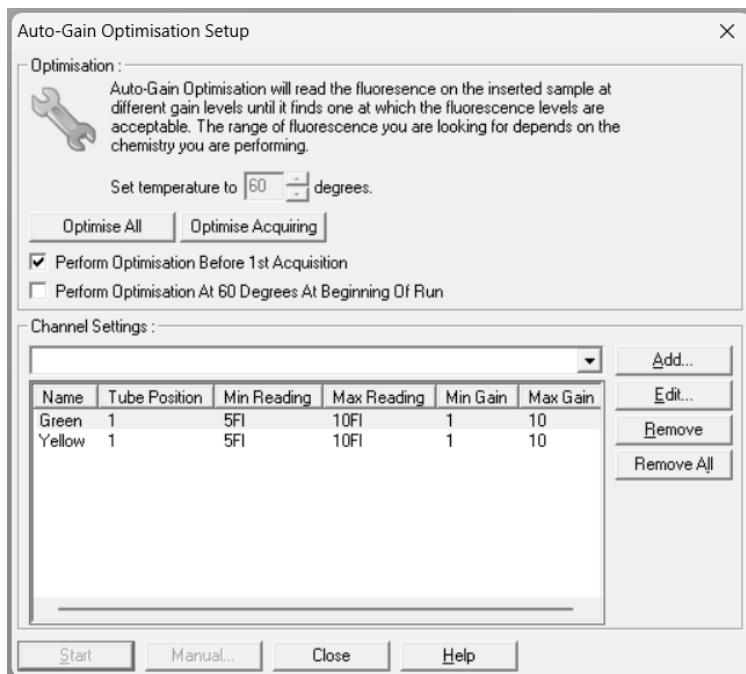 Auto-Gain Optimisation Setup
Optimisation :
Auto-Gain Optimisation will read the fluoresence on the inserted sample at
different gain levels until it finds one at which the fluorescence levels are
acceptable. The range of fluorescence you are looking for depends on the
chemistry you are performing.
Set temperature to 60 degrees.
Optimise All Optimise Acquiring
Perform Optimisation Before 1st Acquisition
Perform Optimisation At 60 Degrees At Beginning Of Run
Channel Settings :
Add...
Name Tube Position Min Reading Max Reading Min Gain Max Gain
Edit...
Green 1 5Fl 10Fl 1 10
Remove
Yellow 1 5Fl 10Fl 1 10
Remove All
Start Manual... Close Help